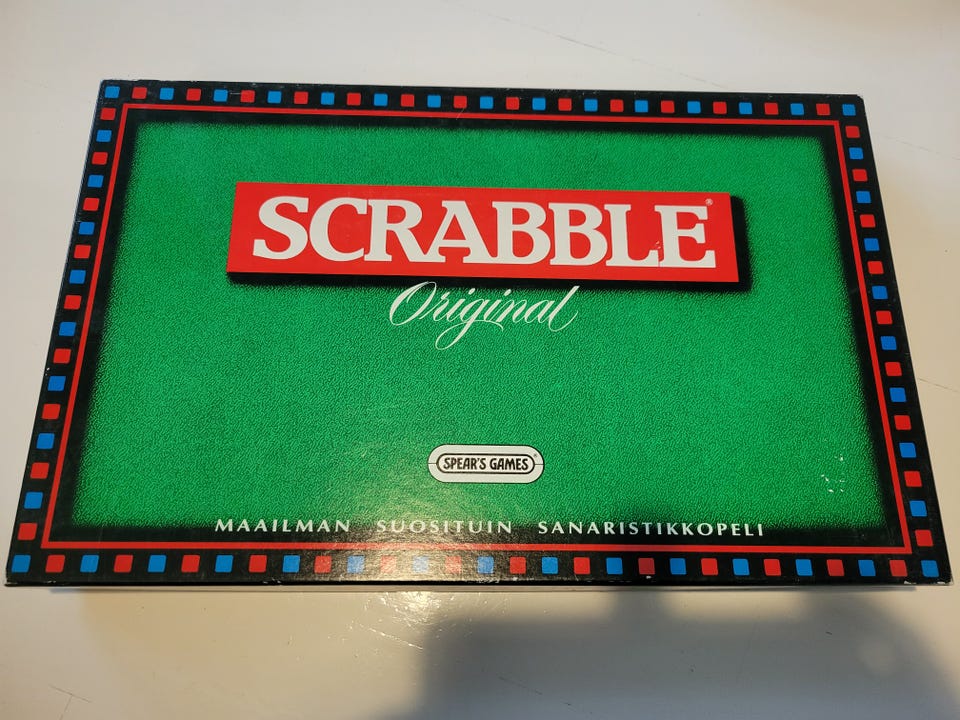 SCRABBLE®
Original
SPEAR'S GAMES®
MAAILMAN SUOSITUIN SANARISTIKKOPELI